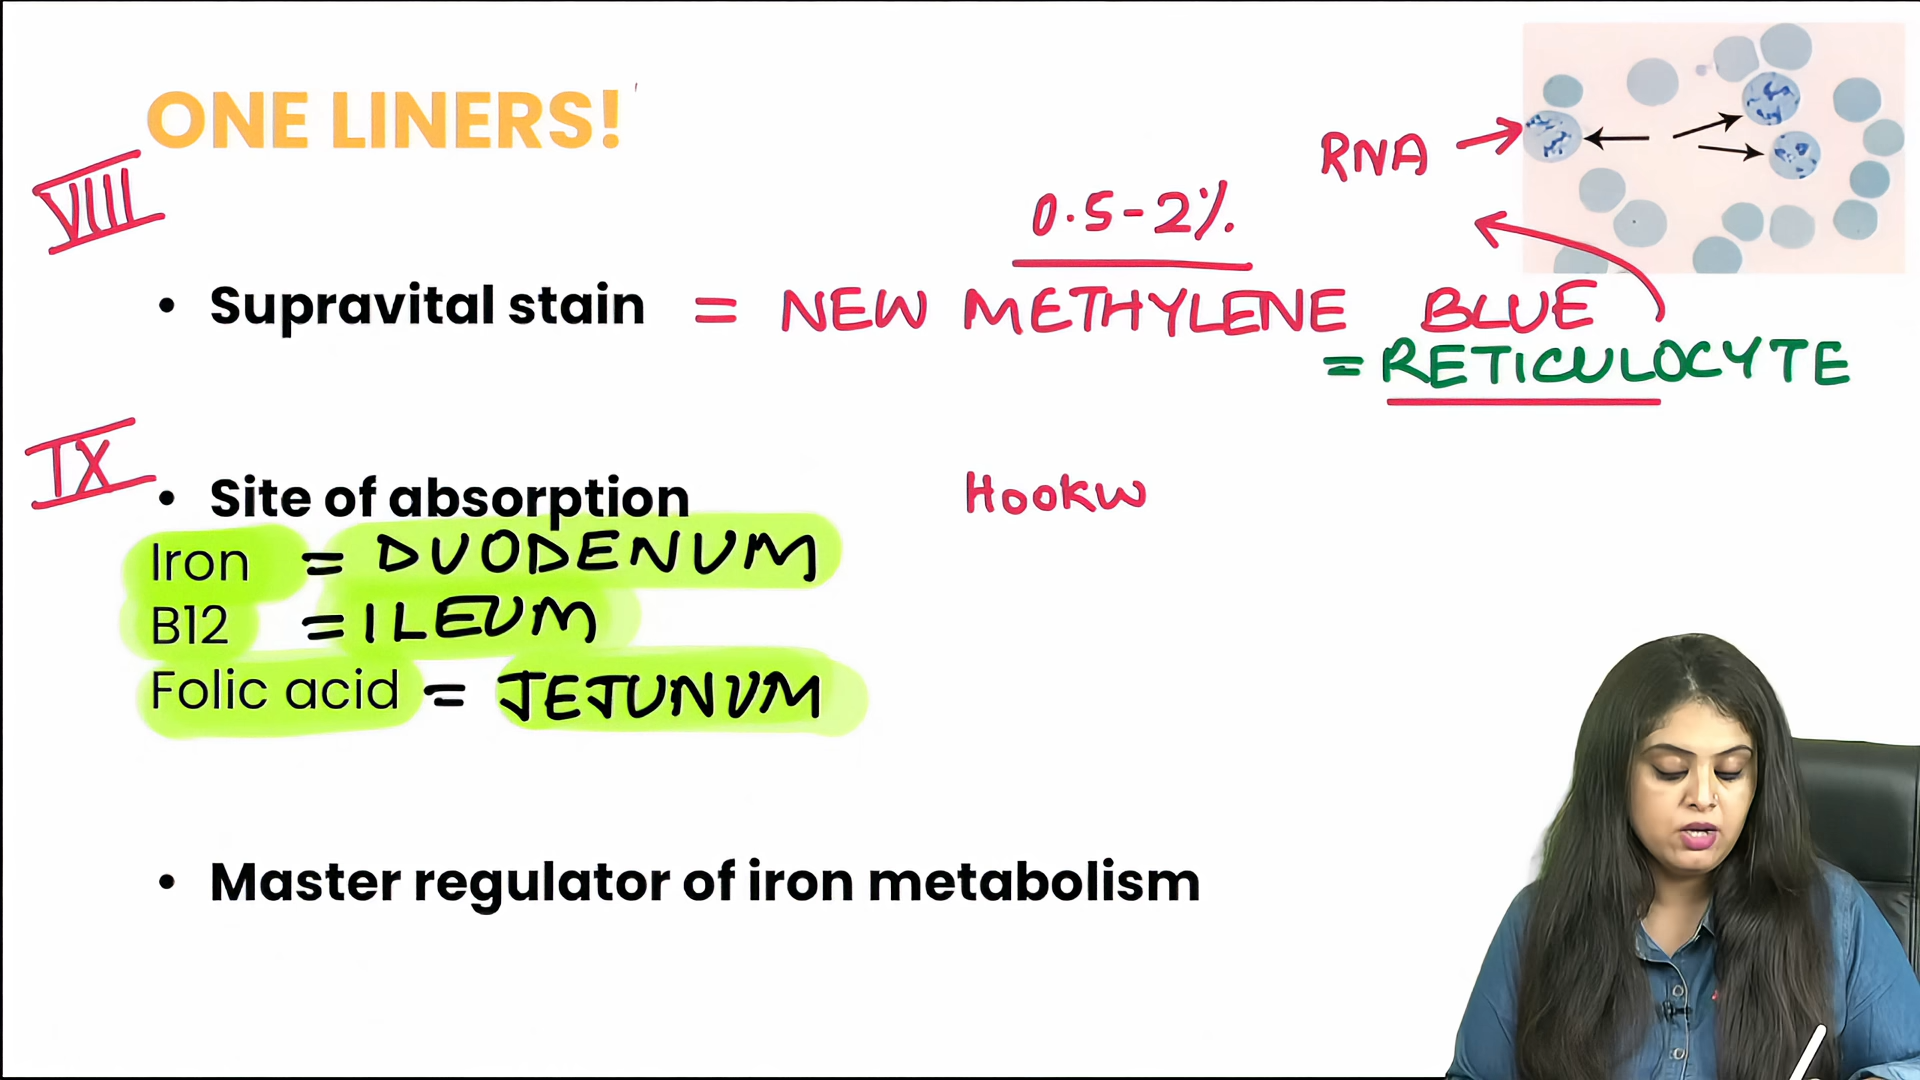 ONE LINERS!
VIII
RNA
0.5-2%.
• Supravital stain = NEW METHYLENE BLUE
= RETICULOCYTE
IX
• Site of absorption
Hookw
Iron = DUODENUM
B12 = ILEUM
Folic acid = JEJUNUM
• Master regulator of iron metabolism